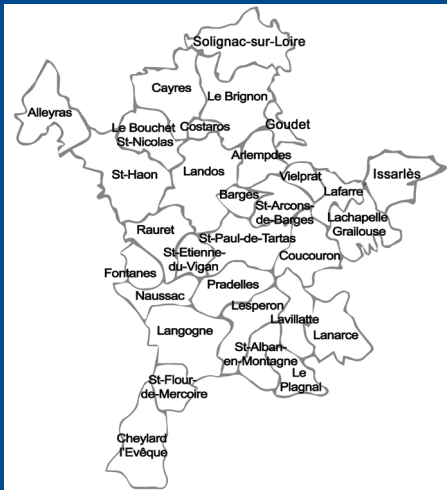 Solignac-sur-Loire
Cayres
Le Brignon
Alleyras
Le Bouchet
St-Nicolas
Costaros
Goudet
Arlempdes
Landos
St-Haon
Vielprat
Issarlès
Lafarre
Barges
St-Arcons-
de-Barges
Lachapelle
Grailouse
Rauret
St-Paul-de-Tartas
St-Etienne-
du-Vigan
Coucouron
Fontanes
Pradelles
Naussac
Lesperon
Lavillatte
Langogne
Lanarce
St-Alban-
en-Montagne
Le
Plagnal
St-Flour-
de-Mercoire
Cheylard
l'Evêque